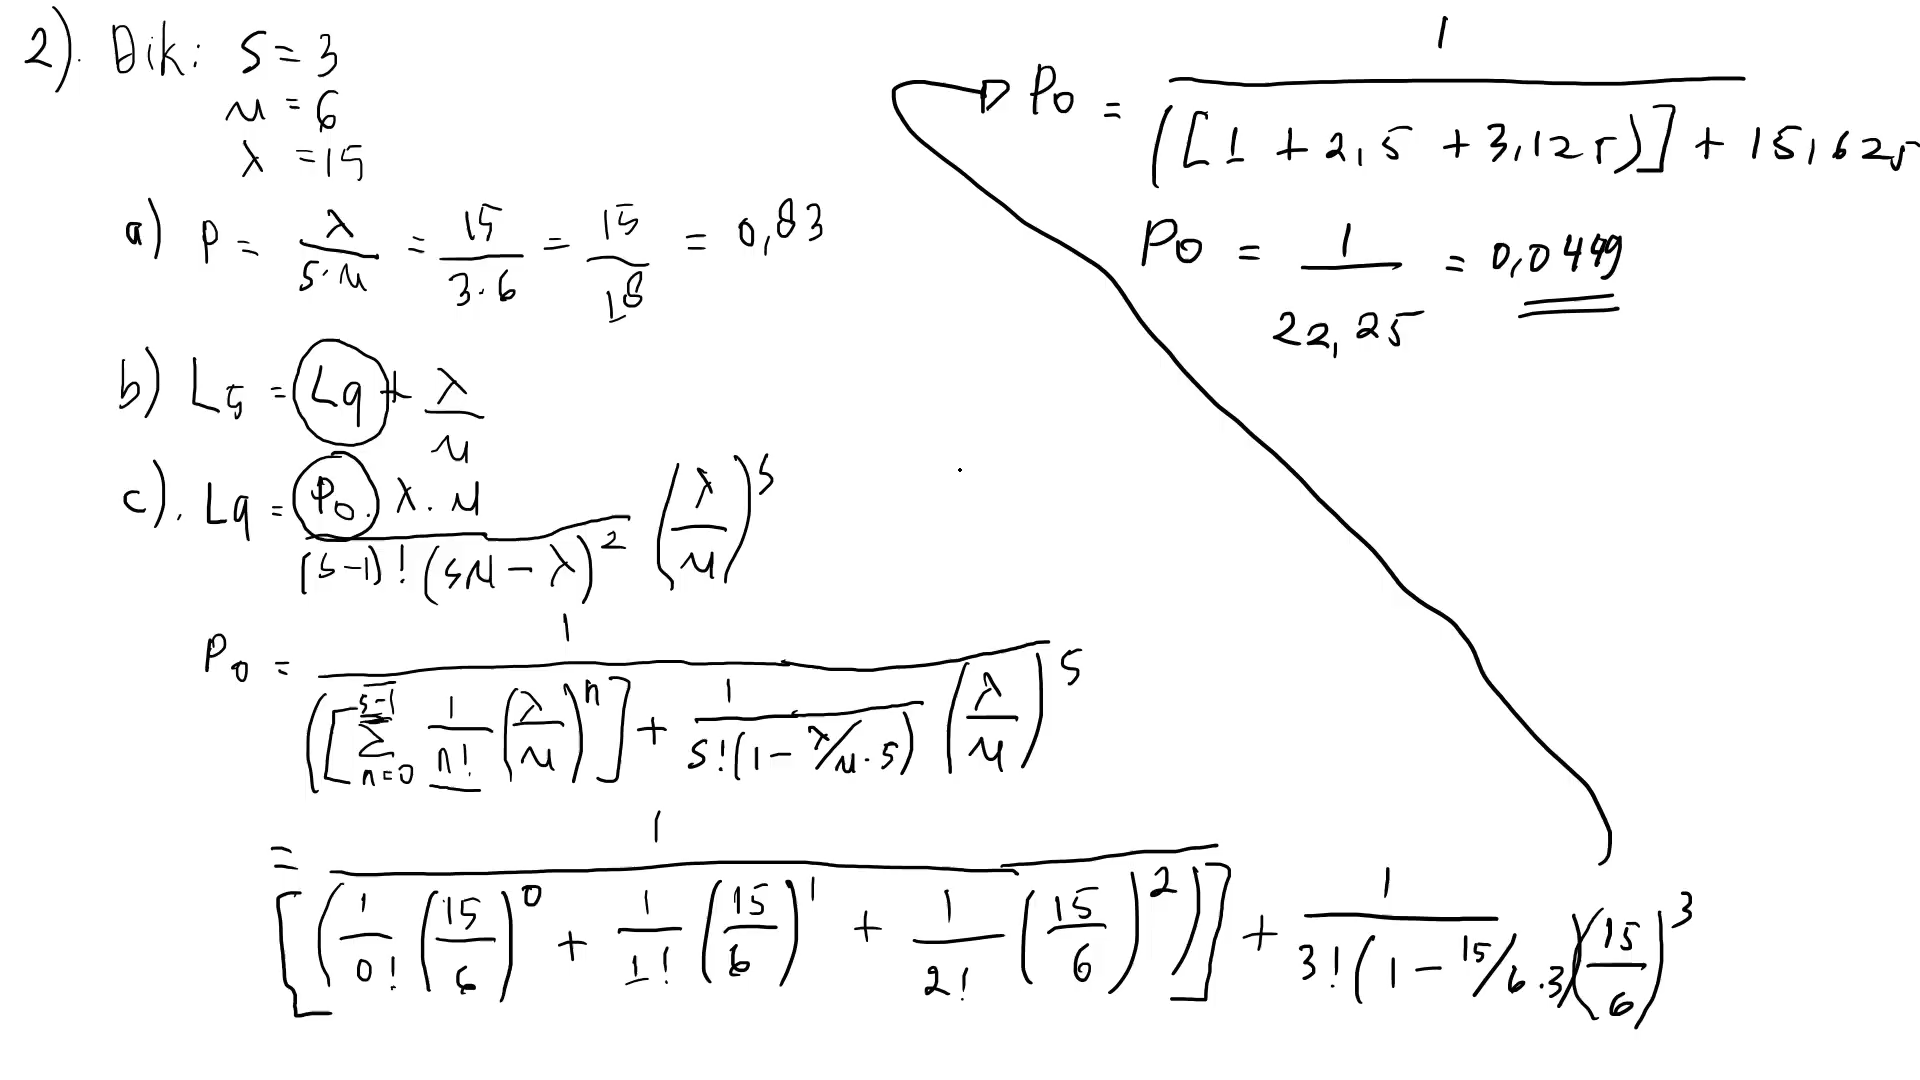 2). Dik: S = 3
μ = 6
λ = 15
a) P = λ / S·μ = 15 / 3·6 = 15 / 18 = 0,83
b) Ls = Lq + λ / μ
c). Lq = P0 . λ . μ / (S-1)! (Sμ - λ)^2 (λ / μ)^S
P0 = 1 / ([Σ n=0 S-1 1 / n! (λ / μ)^n] + 1 / S!(1 - λ/μ.S) (λ / μ)^S
= 1 / [(1 / 0! (15 / 6)^0 + 1 / 1! (15 / 6)^1 + 1 / 2! (15 / 6)^2)] + 1 / 3!(1 - 15/6.3) (15 / 6)^3
P0 = 1 / ([1 + 2,5 + 3,125)] + 15,625
P0 = 1 / 22,25 = 0,0449